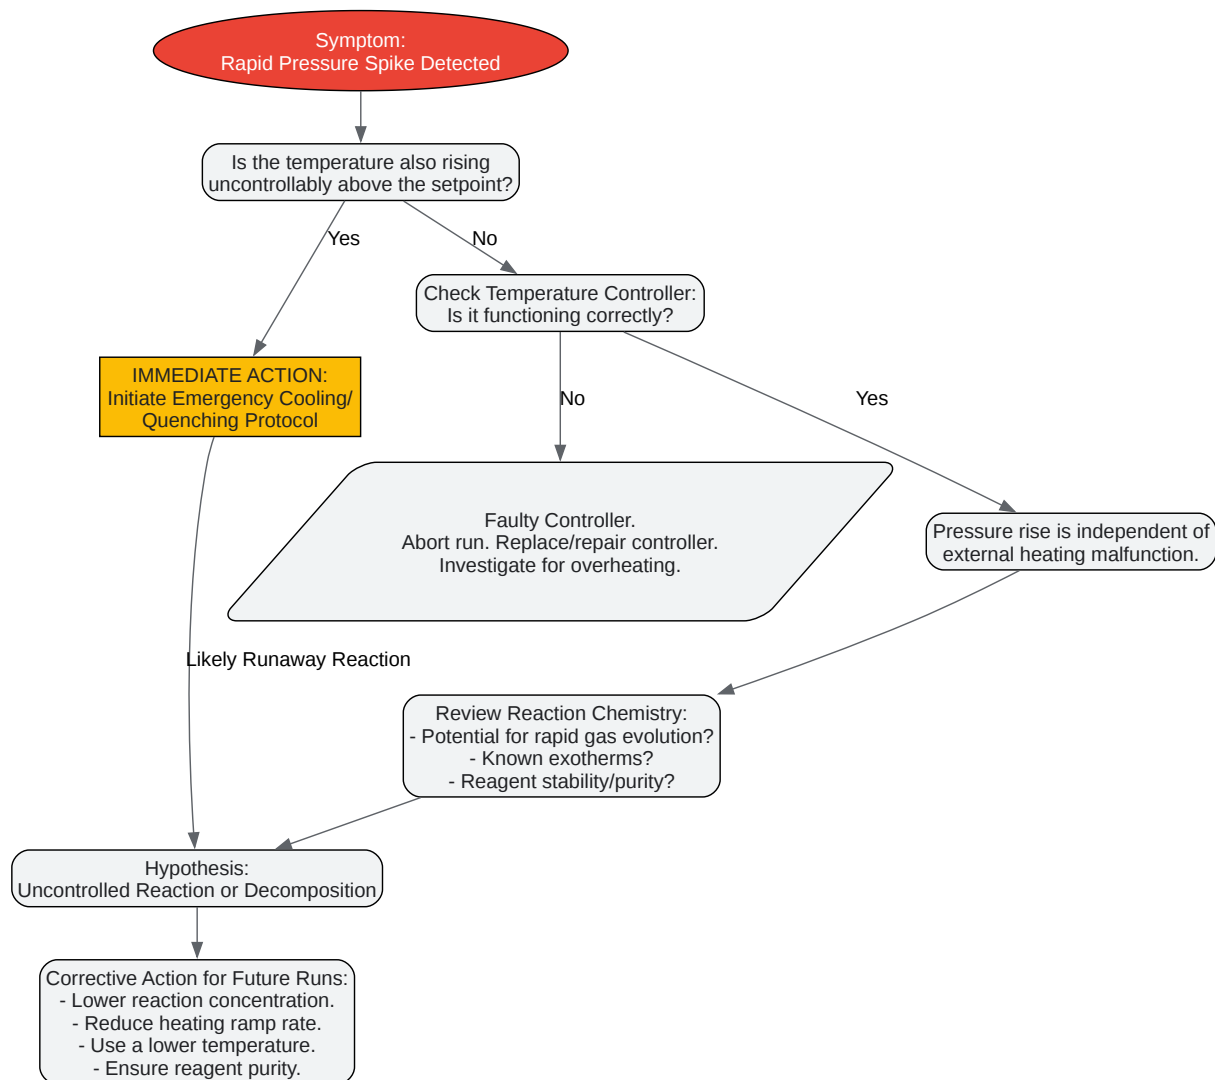 Symptom:
Rapid Pressure Spike Detected
Is the temperature also rising
uncontrollably above the setpoint?
Yes
No
Check Temperature Controller:
Is it functioning correctly?
IMMEDIATE ACTION:
Initiate Emergency Cooling/
Quenching Protocol
No
Yes
Faulty Controller.
Abort run. Replace/repair controller.
Investigate for overheating.
Pressure rise is independent of
external heating malfunction.
Likely Runaway Reaction
Review Reaction Chemistry:
- Potential for rapid gas evolution?
- Known exotherms?
- Reagent stability/purity?
Hypothesis:
Uncontrolled Reaction or Decomposition
Corrective Action for Future Runs:
- Lower reaction concentration.
- Reduce heating ramp rate.
- Use a lower temperature.
- Ensure reagent purity.